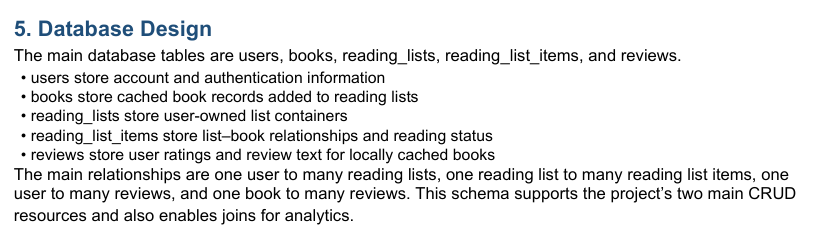 5. Database Design
The main database tables are users, books, reading_lists, reading_list_items, and reviews.
• users store account and authentication information
• books store cached book records added to reading lists
• reading_lists store user-owned list containers
• reading_list_items store list–book relationships and reading status
• reviews store user ratings and review text for locally cached books
The main relationships are one user to many reading lists, one reading list to many reading list items, one
user to many reviews, and one book to many reviews. This schema supports the project’s two main CRUD
resources and also enables joins for analytics.